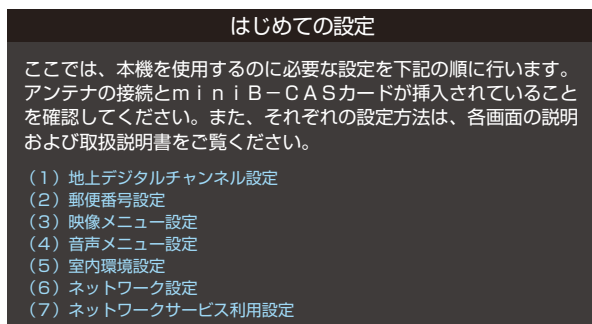 はじめての設定
ここでは、本機を使用するのに必要な設定を下記の順に行います。
アンテナの接続とｍｉｎｉＢ－ＣＡＳカードが挿入されていること
を確認してください。また、それぞれの設定方法は、各画面の説明
および取扱説明書をご覧ください。
（１）地上デジタルチャンネル設定
（２）郵便番号設定
（３）映像メニュー設定
（４）音声メニュー設定
（５）室内環境設定
（６）ネットワーク設定
（７）ネットワークサービス利用設定